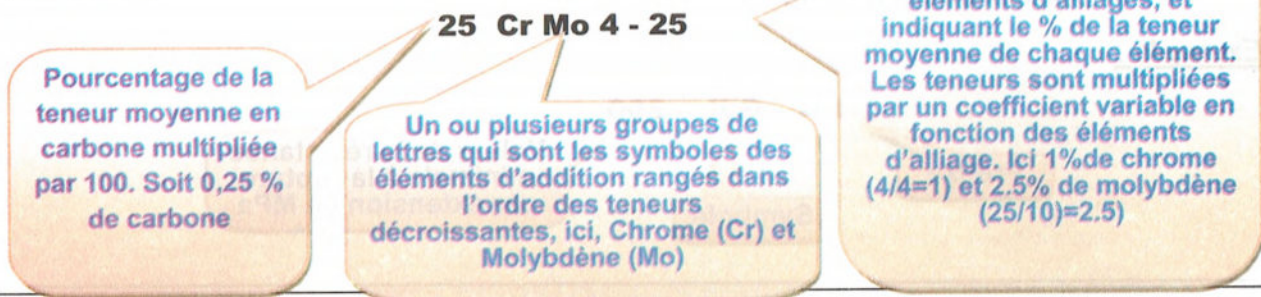 25 Cr Mo 4 - 25
Pourcentage de la
teneur moyenne en
carbone multipliée
par 100. Soit 0,25 %
de carbone
Un ou plusieurs groupes de
lettres qui sont les symboles des
éléments d'addition rangés dans
l'ordre des teneurs
décroissantes, ici, Chrome (Cr) et
Molybdène (Mo)
éléments d'alliages, et
indiquant le % de la teneur
moyenne de chaque élément.
Les teneurs sont multipliées
par un coefficient variable en
fonction des éléments
d'alliage. Ici 1%de chrome
(4/4=1) et 2.5% de molybdène
(25/10)=2.5)